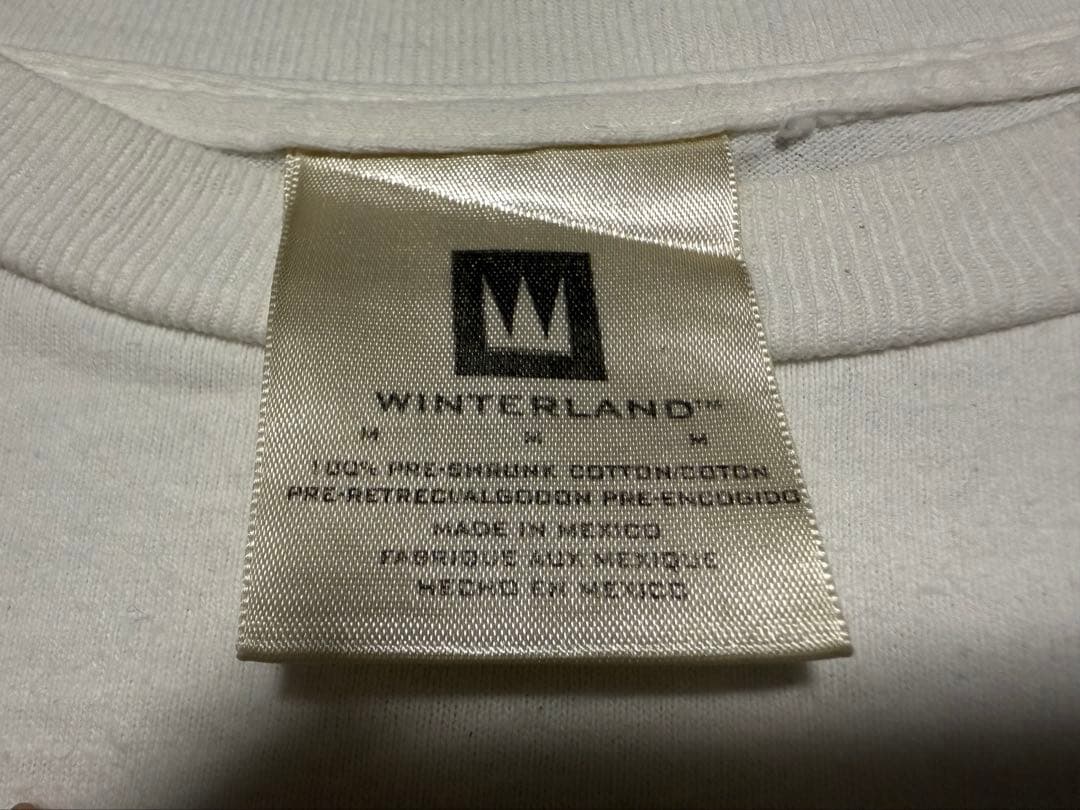 WINTERLAND™
M M M
100% PRE-SHRUNK COTTON/COTON
PRE-RETRECI/ALGODON PRE-ENCOGIDO
MADE IN MEXICO
FABRIQUE AUX MEXIQUE
HECHO EN MEXICO